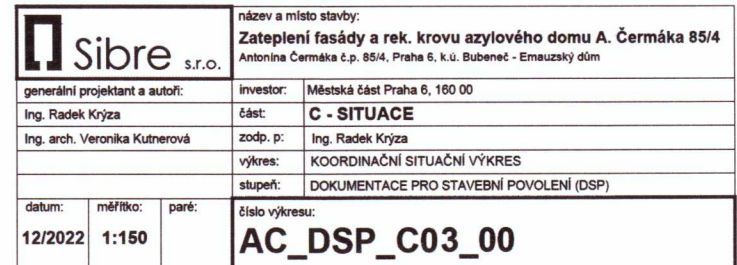 Sibre s.r.o.
název a místo stavby:
Zateplení fasády a rek. krovu azylového domu A. Čermáka 85/4
Antonína Čermáka č.p. 85/4, Praha 6, k.ú. Bubeneč - Emauzský dům
generální projektant a autoři:
investor: Městská část Praha 6, 160 00
Ing. Radek Krýza
část: C - SITUACE
Ing. arch. Veronika Kutnerová
zodp. p: Ing. Radek Krýza
výkres: KOORDINAČNÍ SITUAČNÍ VÝKRES
stupeň: DOKUMENTACE PRO STAVEBNÍ POVOLENÍ (DSP)
datum: měřítko: paré:
12/2022 1:150
číslo výkresu:
AC_DSP_C03_00